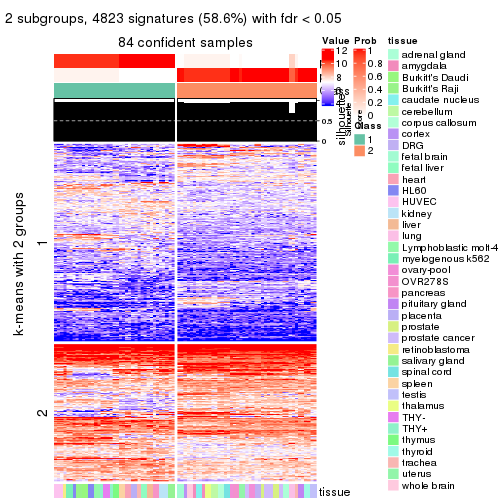 2 subgroups, 4823 signatures (58.6%) with fdr < 0.05
84 confident samples
k-means with 2 groups
1
2
silhouette
0.5
0
Value
12
10
8
6
4
Prob
1
0.8
0.6
0.4
0.2
0
Class
1
2
Silhouette
score
tissue
tissue
adrenal gland
amygdala
Burkitt's Daudi
Burkitt's Raji
caudate nucleus
cerebellum
corpus callosum
cortex
DRG
fetal brain
fetal liver
heart
HL60
HUVEC
kidney
liver
lung
Lymphoblastic molt-4
myelogenous k562
ovary-pool
OVR278S
pancreas
pituitary gland
placenta
prostate
prostate cancer
retinoblastoma
salivary gland
spinal cord
spleen
testis
thalamus
THY-
THY+
thymus
thyroid
trachea
uterus
whole brain